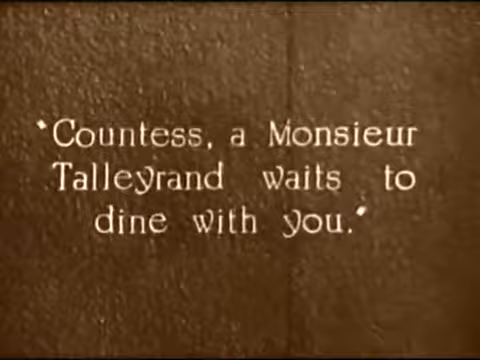 "Countess, a Monsieur
Talleyrand waits to
dine with you."